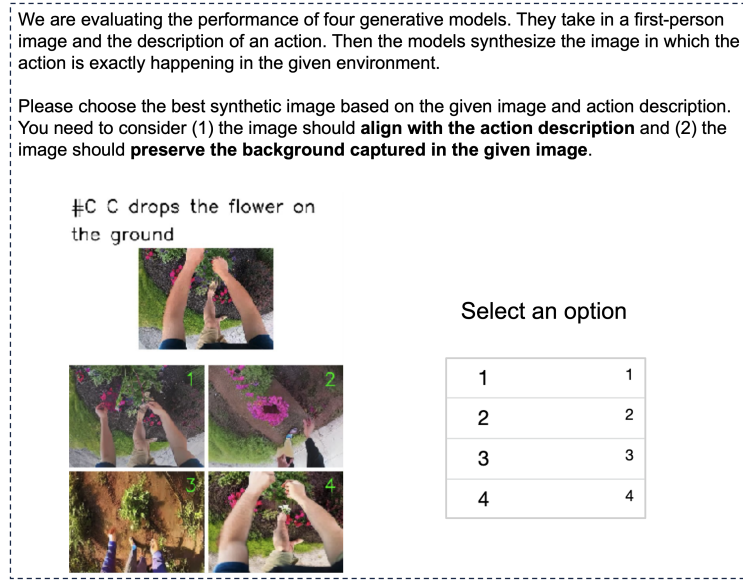 We are evaluating the performance of four generative models. They take in a first-person
image and the description of an action. Then the models synthesize the image in which the
action is exactly happening in the given environment.
Please choose the best synthetic image based on the given image and action description.
You need to consider (1) the image should align with the action description and (2) the
image should preserve the background captured in the given image.
#C C drops the flower on
the ground
Select an option
1 2
3 4
1 1
2 2
3 3
4 4